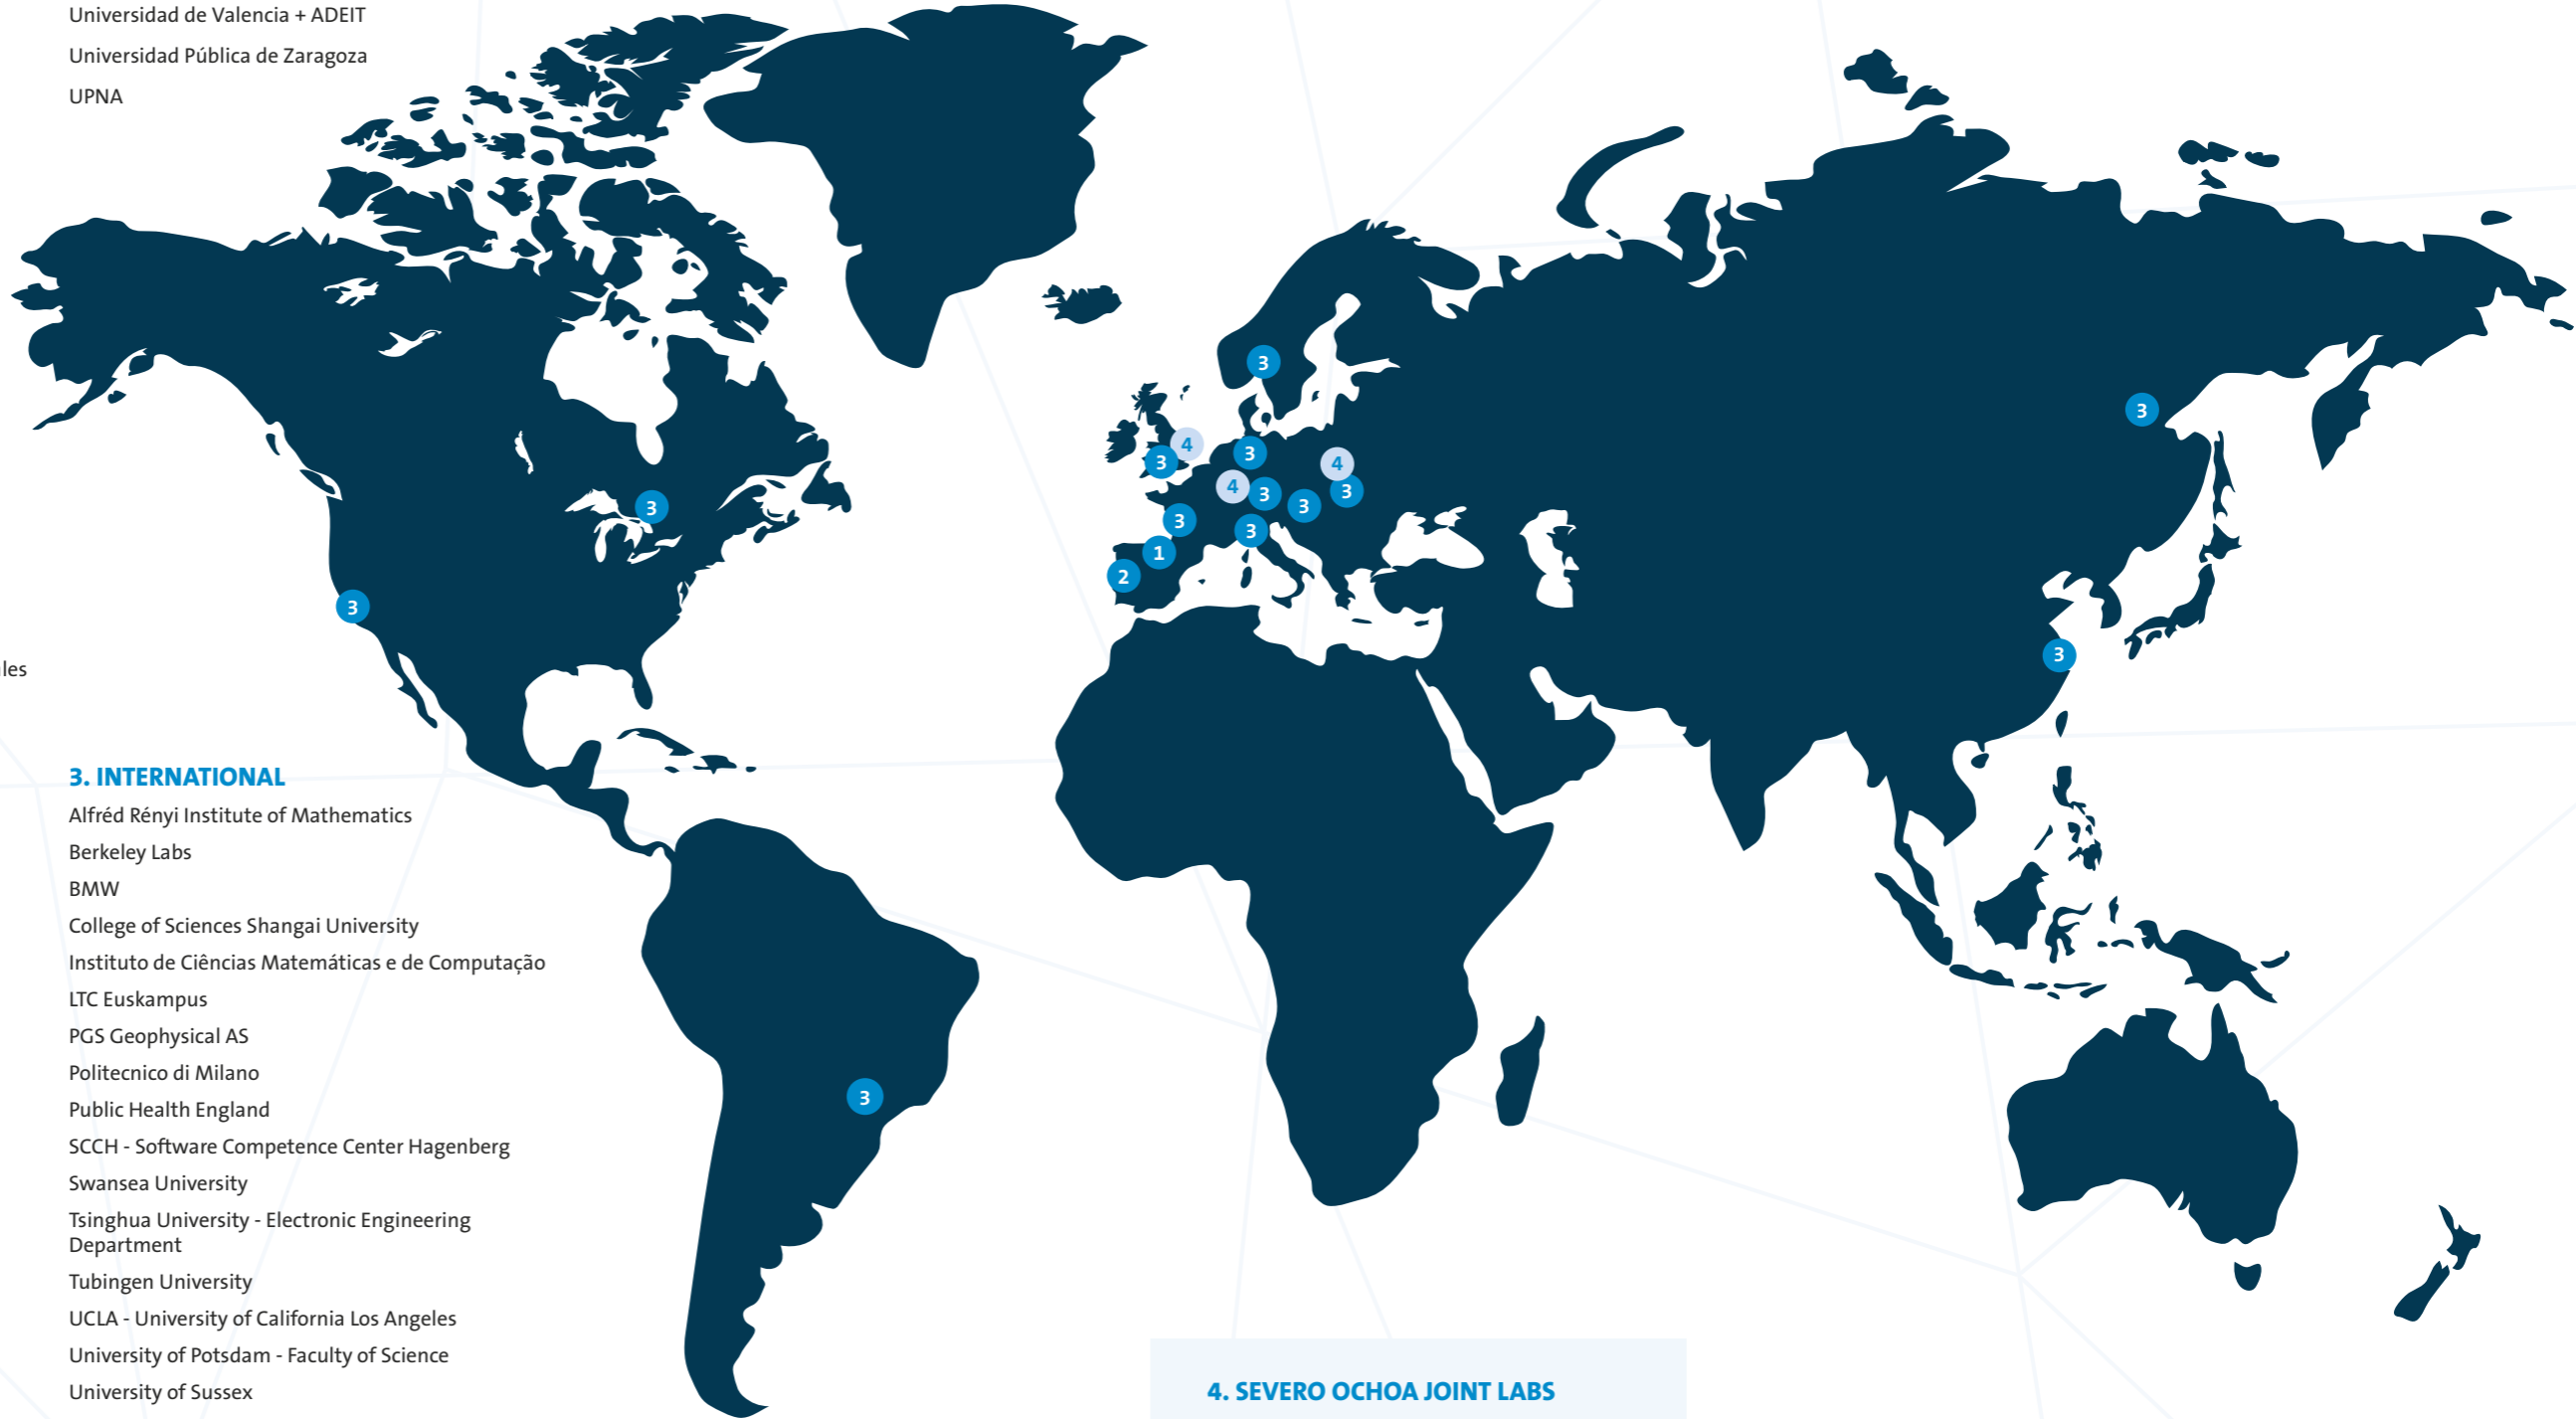 Universidad de Valencia + ADEIT
Universidad Pública de Zaragoza
UPNA
les
3. INTERNATIONAL
Alfréd Rényi Institute of Mathematics
Berkeley Labs
BMW
College of Sciences Shangai University
Instituto de Ciências Matemáticas e de Computação
LTC Euskampus
PGS Geophysical AS
Politecnico di Milano
Public Health England
SCCH - Software Competence Center Hagenberg
Swansea University
Tsinghua University - Electronic Engineering
Department
Tubingen University
UCLA - University of California Los Angeles
University of Potsdam - Faculty of Science
University of Sussex
3
3
4
3
3
4
4
3
3
3
3
3
3
1
3
2
3
3
3
4. SEVERO OCHOA JOINT LABS